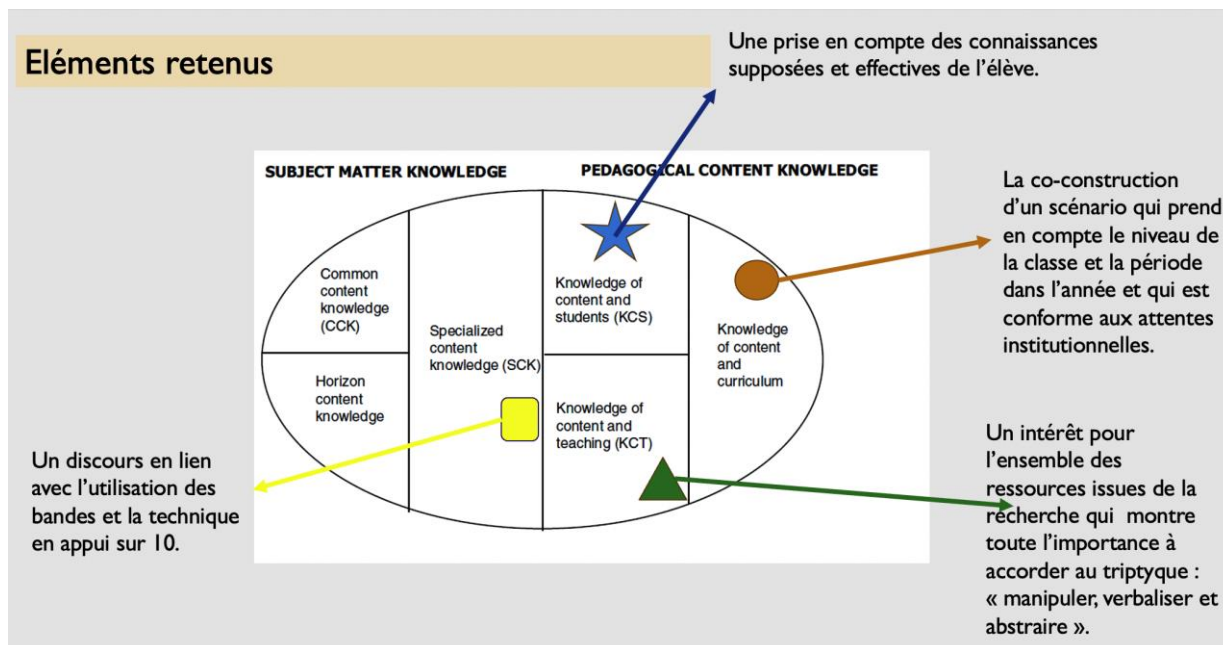 Eléments retenus
Une prise en compte des connaissances
supposées et effectives de l'élève.
SUBJECT MATTER KNOWLEDGE
PEDAGOGICAL CONTENT KNOWLEDGE
Common
content
knowledge
(CCK)
Horizon
content
knowledge
Specialized
content
knowledge (SCK)
Knowledge of
content and
students (KCS)
Knowledge of
content and
teaching (KCT)
Knowledge
of content
and
curriculum
La co-construction
d'un scénario qui prend
en compte le niveau de
la classe et la période
dans l'année et qui est
conforme aux attentes
institutionnelles.
Un discours en lien
avec l'utilisation des
bandes et la technique
en appui sur 10.
Un intérêt pour
l'ensemble des
ressources issues de la
recherche qui montre
toute l'importance à
accorder au triptyque :
« manipuler, verbaliser et
abstraire ».